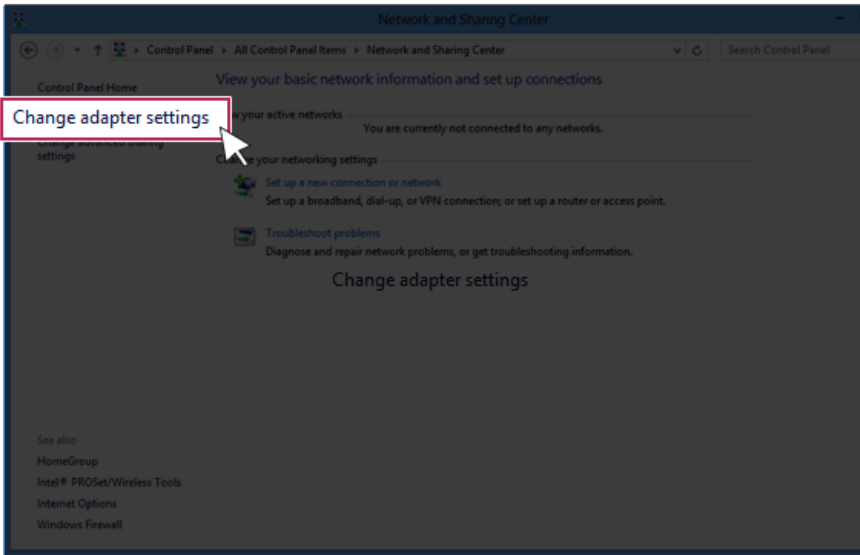 Network and Sharing Center
Control Panel › All Control Panel Items › Network and Sharing Center
Search Control Panel
Control Panel Home
View your basic network information and set up connections
Change adapter settings
your active networks
You are currently not connected to any networks.
Change advanced sharing
settings
your networking settings
Set up a new connection or network
Set up a broadband, dial-up, or VPN connection; or set up a router or access point.
Troubleshoot problems
Diagnose and repair network problems, or get troubleshooting information.
Change adapter settings
See also
HomeGroup
Intel® PROSet/Wireless Tools
Internet Options
Windows Firewall